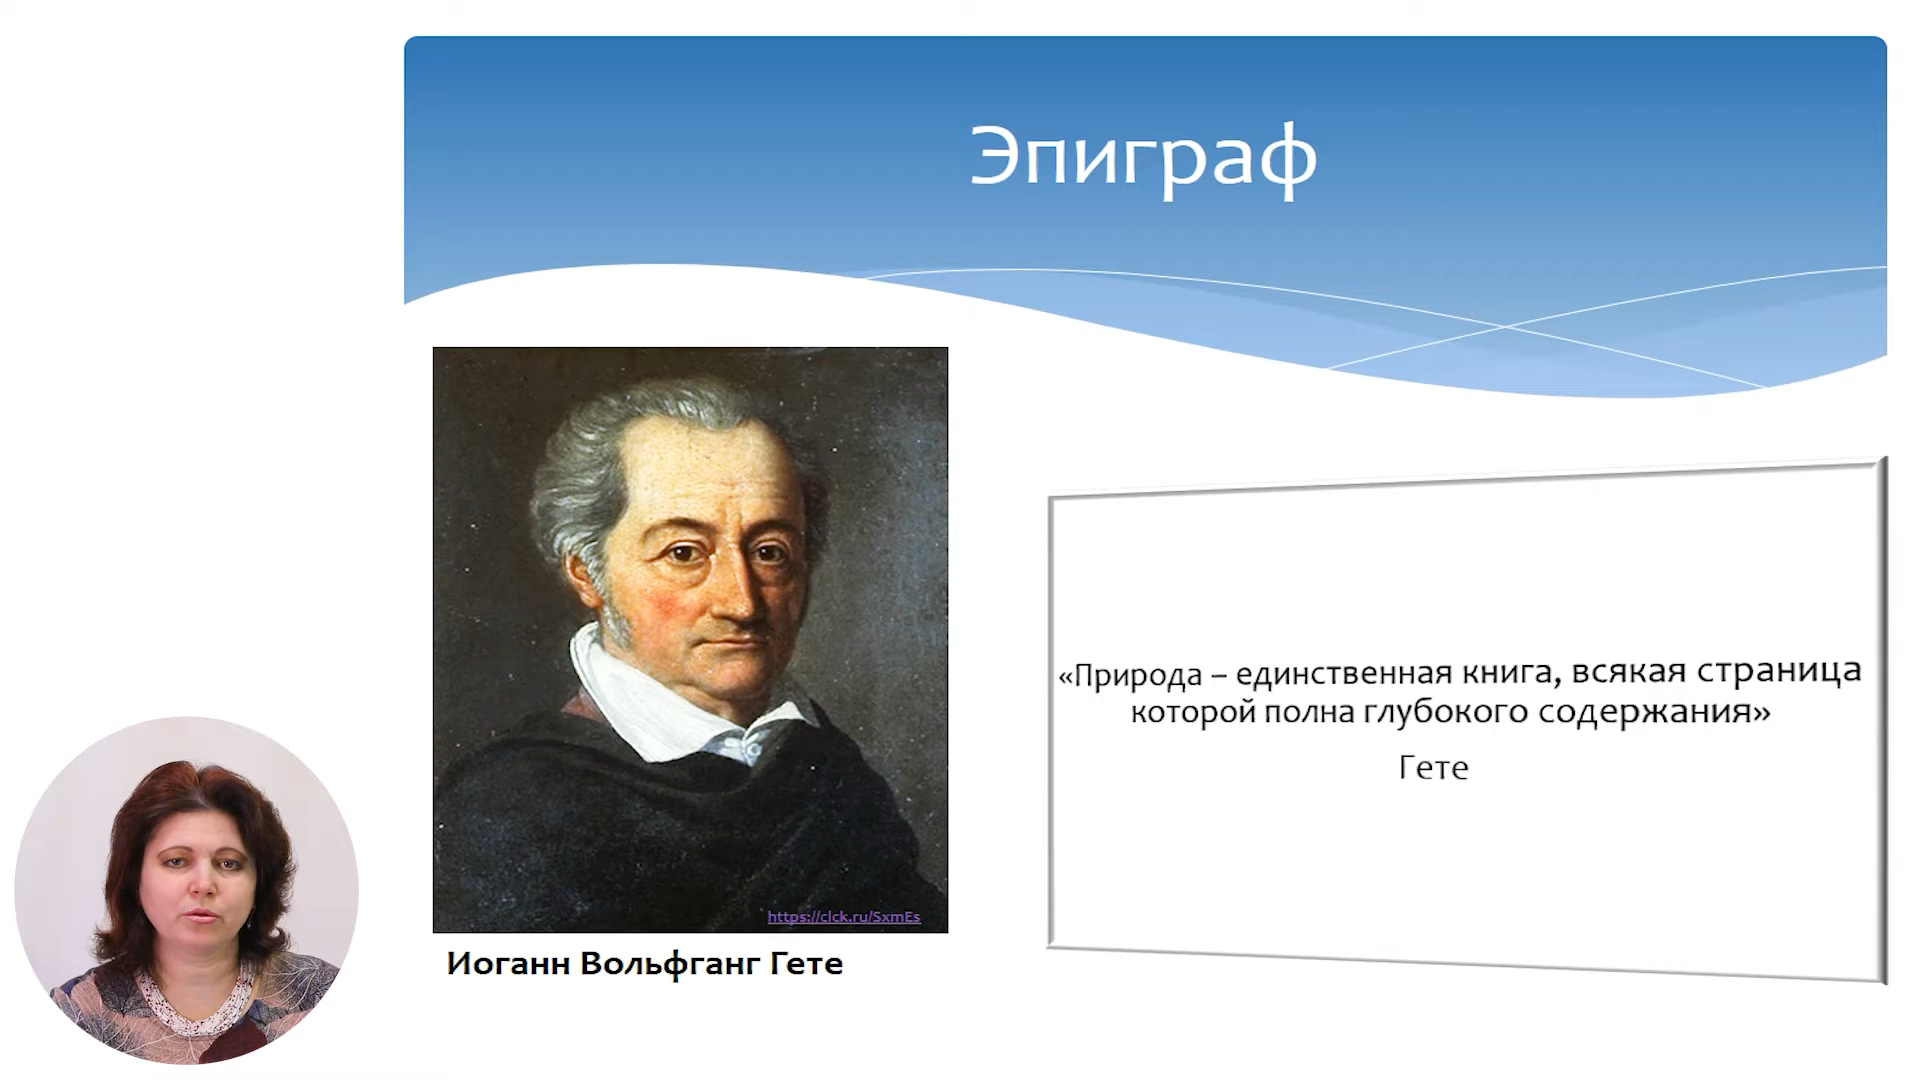 Эпиграф
«Природа – единственная книга, всякая страница
которой полна глубокого содержания»
Гете
https://clck.ru/SxmEs
Иоганн Вольфганг Гете